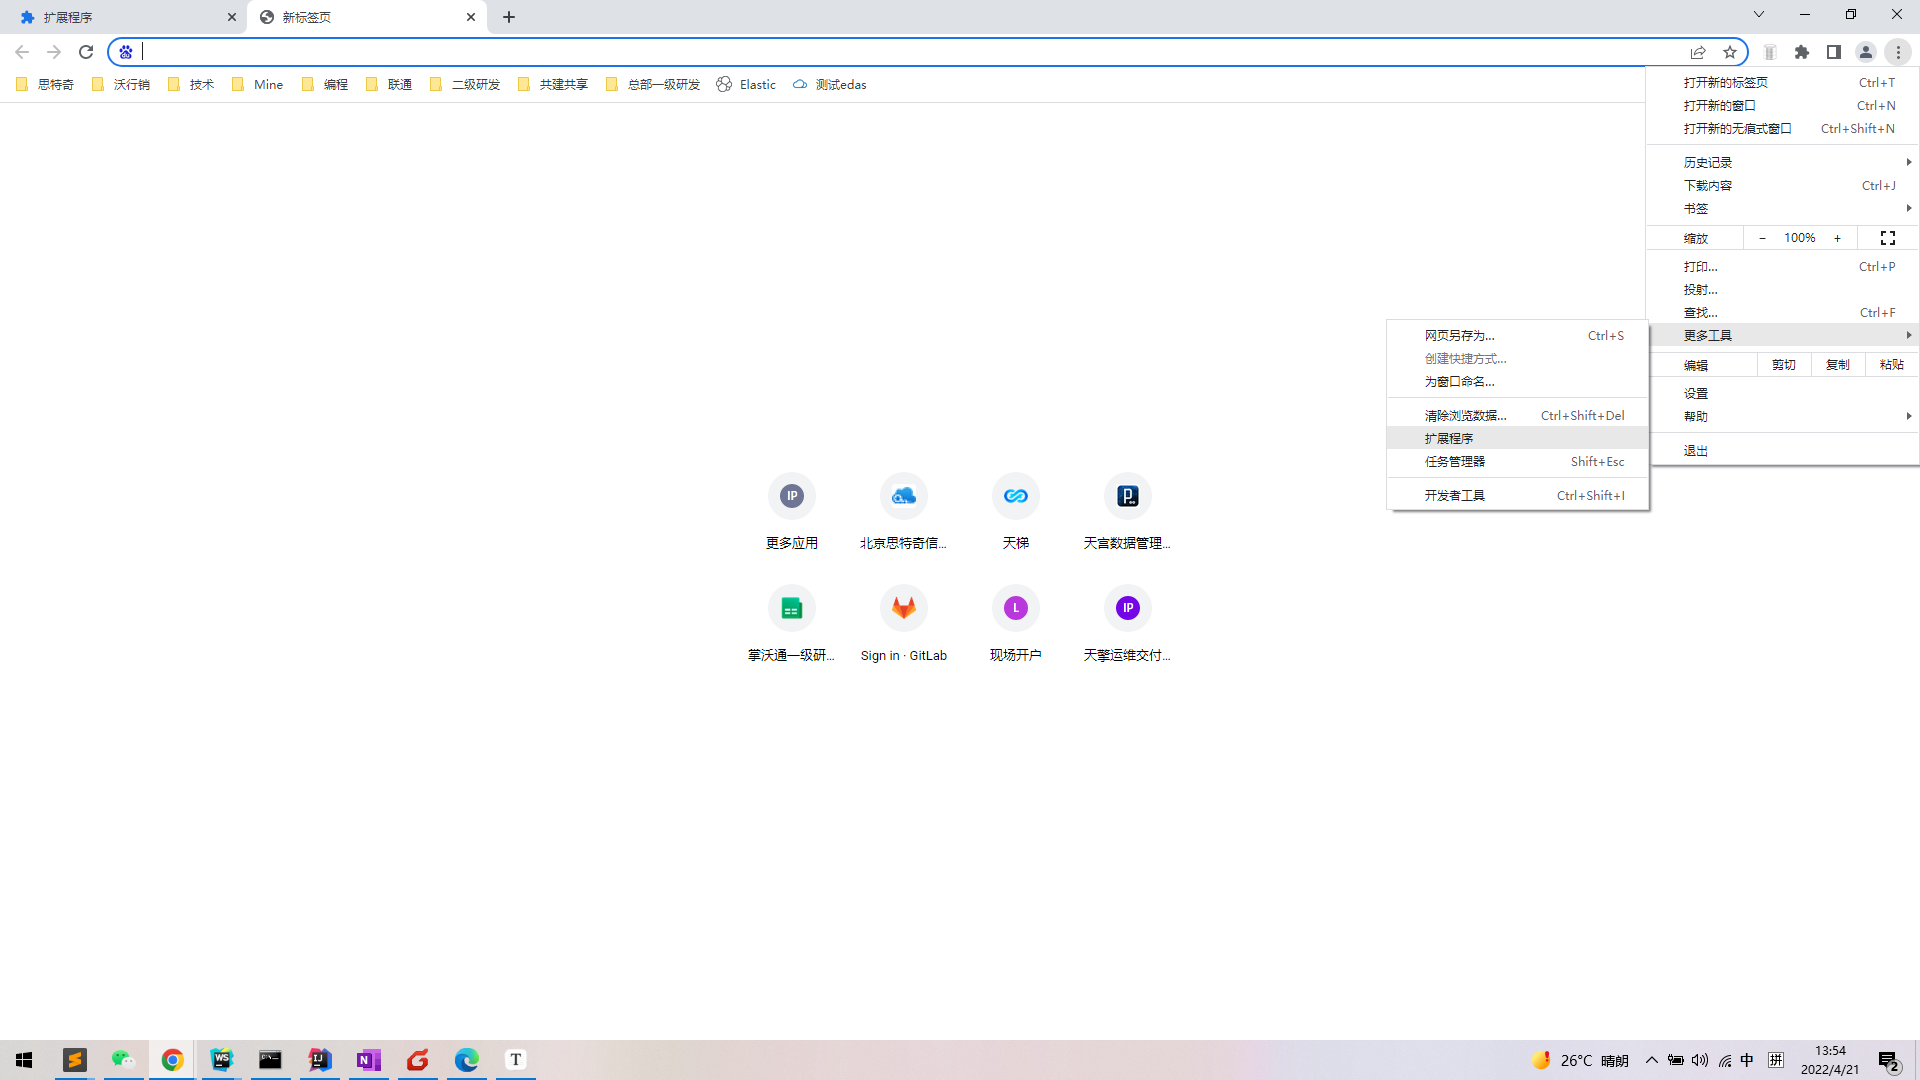 扩展程序
新标签页
思特奇 沃行销 技术 Mine 编程 联通 二级研发 共建共享 总部一级研发 Elastic 测试edas
打开新的标签页 Ctrl+T
打开新的窗口 Ctrl+N
打开新的无痕式窗口 Ctrl+Shift+N
历史记录
下载内容 Ctrl+J
书签
缩放 − 100% +
打印... Ctrl+P
投射...
查找... Ctrl+F
更多工具
编辑 剪切 复制 粘贴
设置
帮助
退出
网页另存为... Ctrl+S
创建快捷方式...
为窗口命名...
清除浏览数据... Ctrl+Shift+Del
扩展程序
任务管理器 Shift+Esc
开发者工具 Ctrl+Shift+I
IP
P
更多应用 北京思特奇信... 天梯 天宫数据管理...
L IP
掌沃通一级研... Sign in · GitLab 现场开户 天擎运维交付...
WS IJ N T
26°C 晴朗
中 拼
13:54
2022/4/21
2